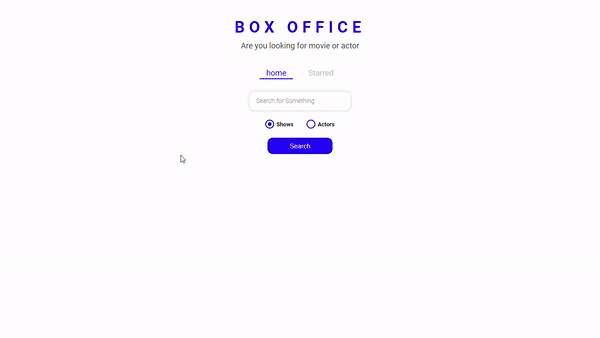 BOX OFFICE
Are you looking for movie or actor
home Starred
Search for Something
Shows Actors
Search